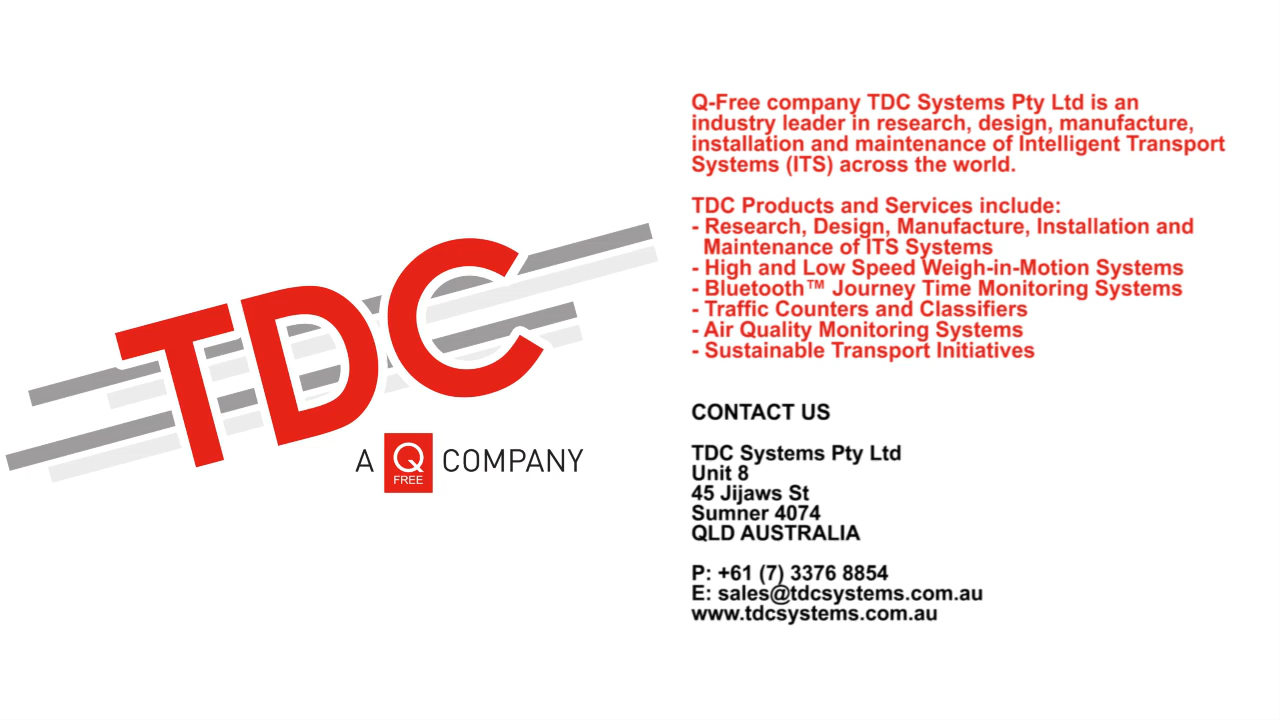 TDC
A Q FREE COMPANY
Q-Free company TDC Systems Pty Ltd is an
industry leader in research, design, manufacture,
installation and maintenance of Intelligent Transport
Systems (ITS) across the world.
TDC Products and Services include:
- Research, Design, Manufacture, Installation and
Maintenance of ITS Systems
- High and Low Speed Weigh-in-Motion Systems
- Bluetooth™ Journey Time Monitoring Systems
- Traffic Counters and Classifiers
- Air Quality Monitoring Systems
- Sustainable Transport Initiatives
CONTACT US
TDC Systems Pty Ltd
Unit 8
45 Jijaws St
Sumner 4074
QLD AUSTRALIA
P: +61 (7) 3376 8854
E: sales@tdcsystems.com.au
www.tdcsystems.com.au